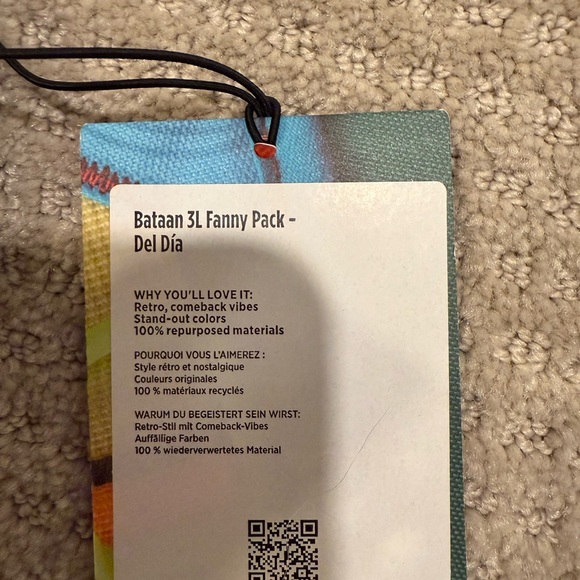 Bataan 3L Fanny Pack -
Del Día
WHY YOU'LL LOVE IT:
Retro, comeback vibes
Stand-out colors
100% repurposed materials
POURQUOI VOUS L'AIMEREZ :
Style rétro et nostalgique
Couleurs originales
100 % matériaux recyclés
WARUM DU BEGEISTERT SEIN WIRST:
Retro-Stil mit Comeback-Vibes
Auffällige Farben
100 % wiederverwertetes Material